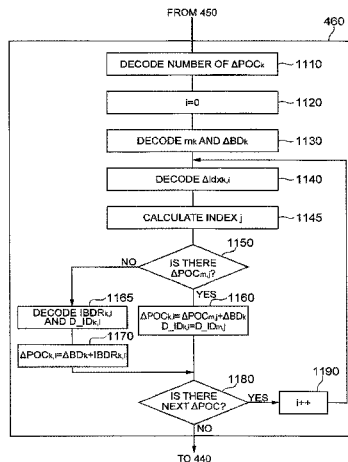 FROM 450
460
DECODE NUMBER OF ΔPOCk
1110
i=0
1120
DECODE mk AND ΔBDk
1130
DECODE ΔIdxk,i
1140
CALCULATE INDEX j
1145
1150
IS THERE
ΔPOCm,j?
NO
YES
1165
DECODE IBDRk,i
AND D_IDk,i
1160
ΔPOCk,i=ΔPOCm,j+ΔBDk
D_IDk,i=D_IDm,j
1170
ΔPOCk,i=ΔBDk+IBDRk,i
1180
IS THERE
NEXT ΔPOC?
YES
1190
i++
NO
TO 440